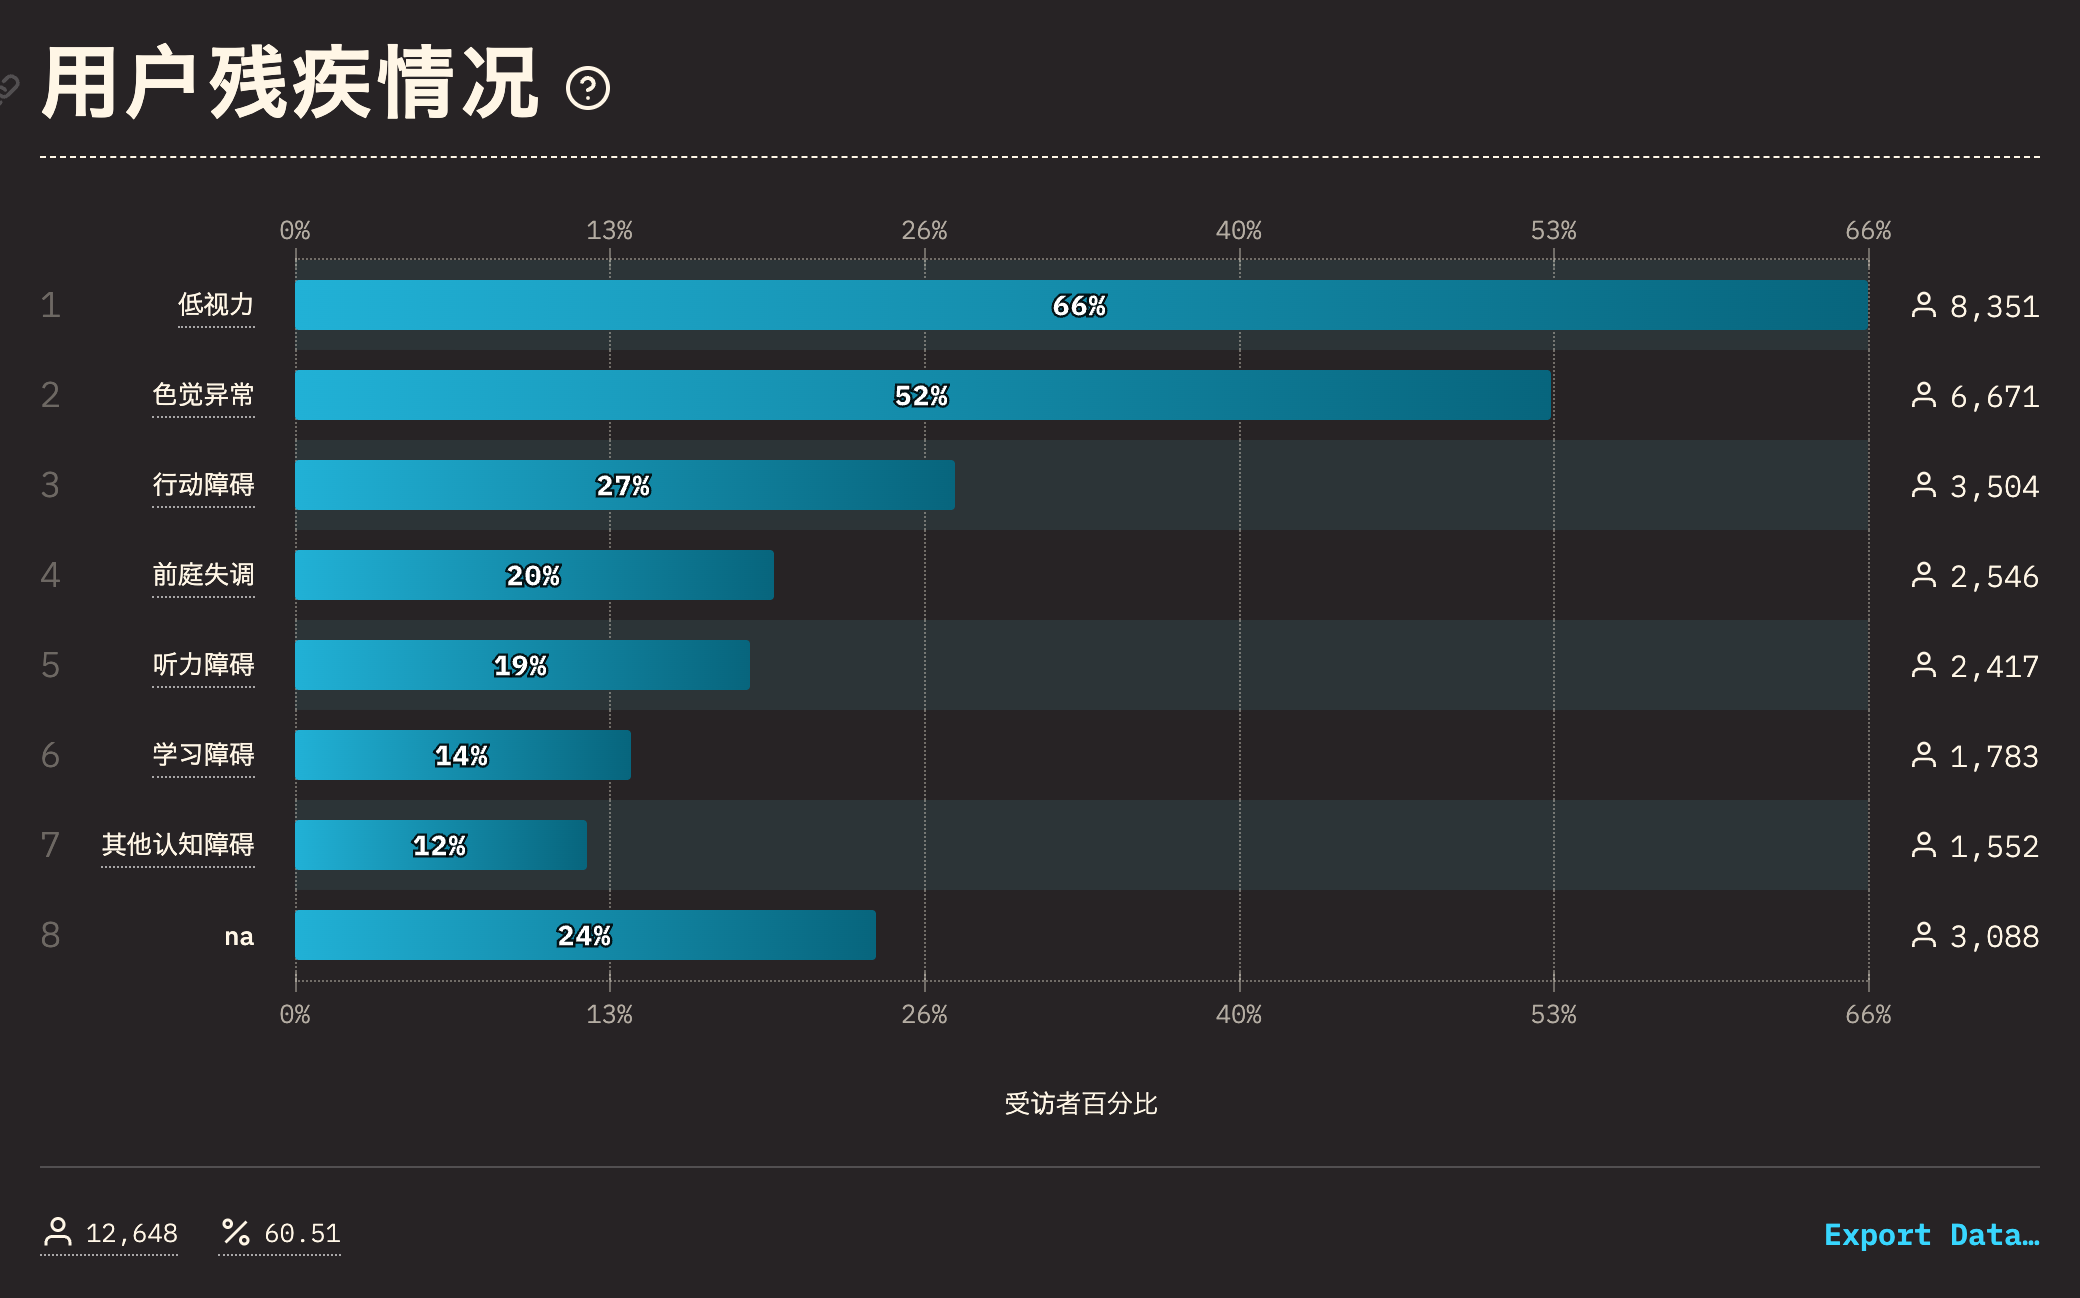 用户残疾情况
0% 13% 26% 40% 53% 66%
1 低视力 66% 8,351
2 色觉异常 52% 6,671
3 行动障碍 27% 3,504
4 前庭失调 20% 2,546
5 听力障碍 19% 2,417
6 学习障碍 14% 1,783
7 其他认知障碍 12% 1,552
8 na 24% 3,088
0% 13% 26% 40% 53% 66%
受访者百分比
12,648 % 60.51 Export Data…